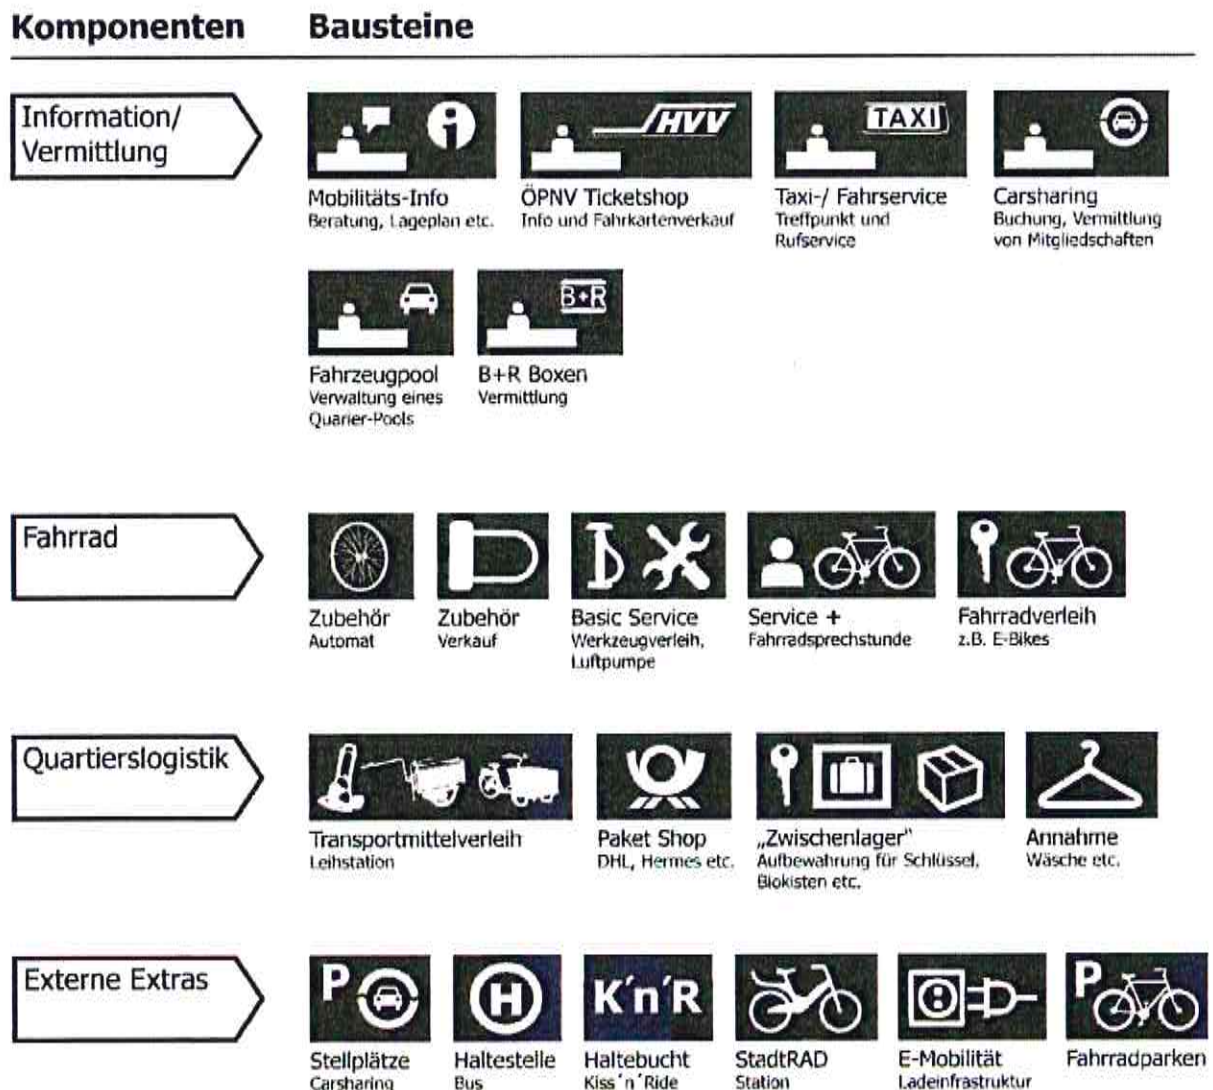 Komponenten Bausteine
Information/
Vermittlung
HVV
TAXI
Mobilitäts-Info
Beratung, Lageplan etc.
ÖPNV Ticketshop
Info und Fahrkartenverkauf
Taxi-/ Fahrservice
Treffpunkt und
Rufservice
Carsharing
Buchung, Vermittlung
von Mitgliedschaften
B+R
Fahrzeugpool
Verwaltung eines
Quarier-Pools
B+R Boxen
Vermittlung
Fahrrad
Zubehör
Automat
Zubehör
Verkauf
Basic Service
Werkzeugverleih,
Luftpumpe
Service +
Fahrradsprechstunde
Fahrradverleih
z.B. E-Bikes
Quartierslogistik
Transportmittelverleih
Leihstation
Paket Shop
DHL, Hermes etc.
„Zwischenlager"
Aufbewahrung für Schlüssel,
Biokisten etc.
Annahme
Wäsche etc.
Externe Extras
P
H
K´n´R
P
Stellplätze
Carsharing
Haltestelle
Bus
Haltebucht
Kiss´n´Ride
StadtRAD
Station
E-Mobilität
Ladeinfrastruktur
Fahrradparken